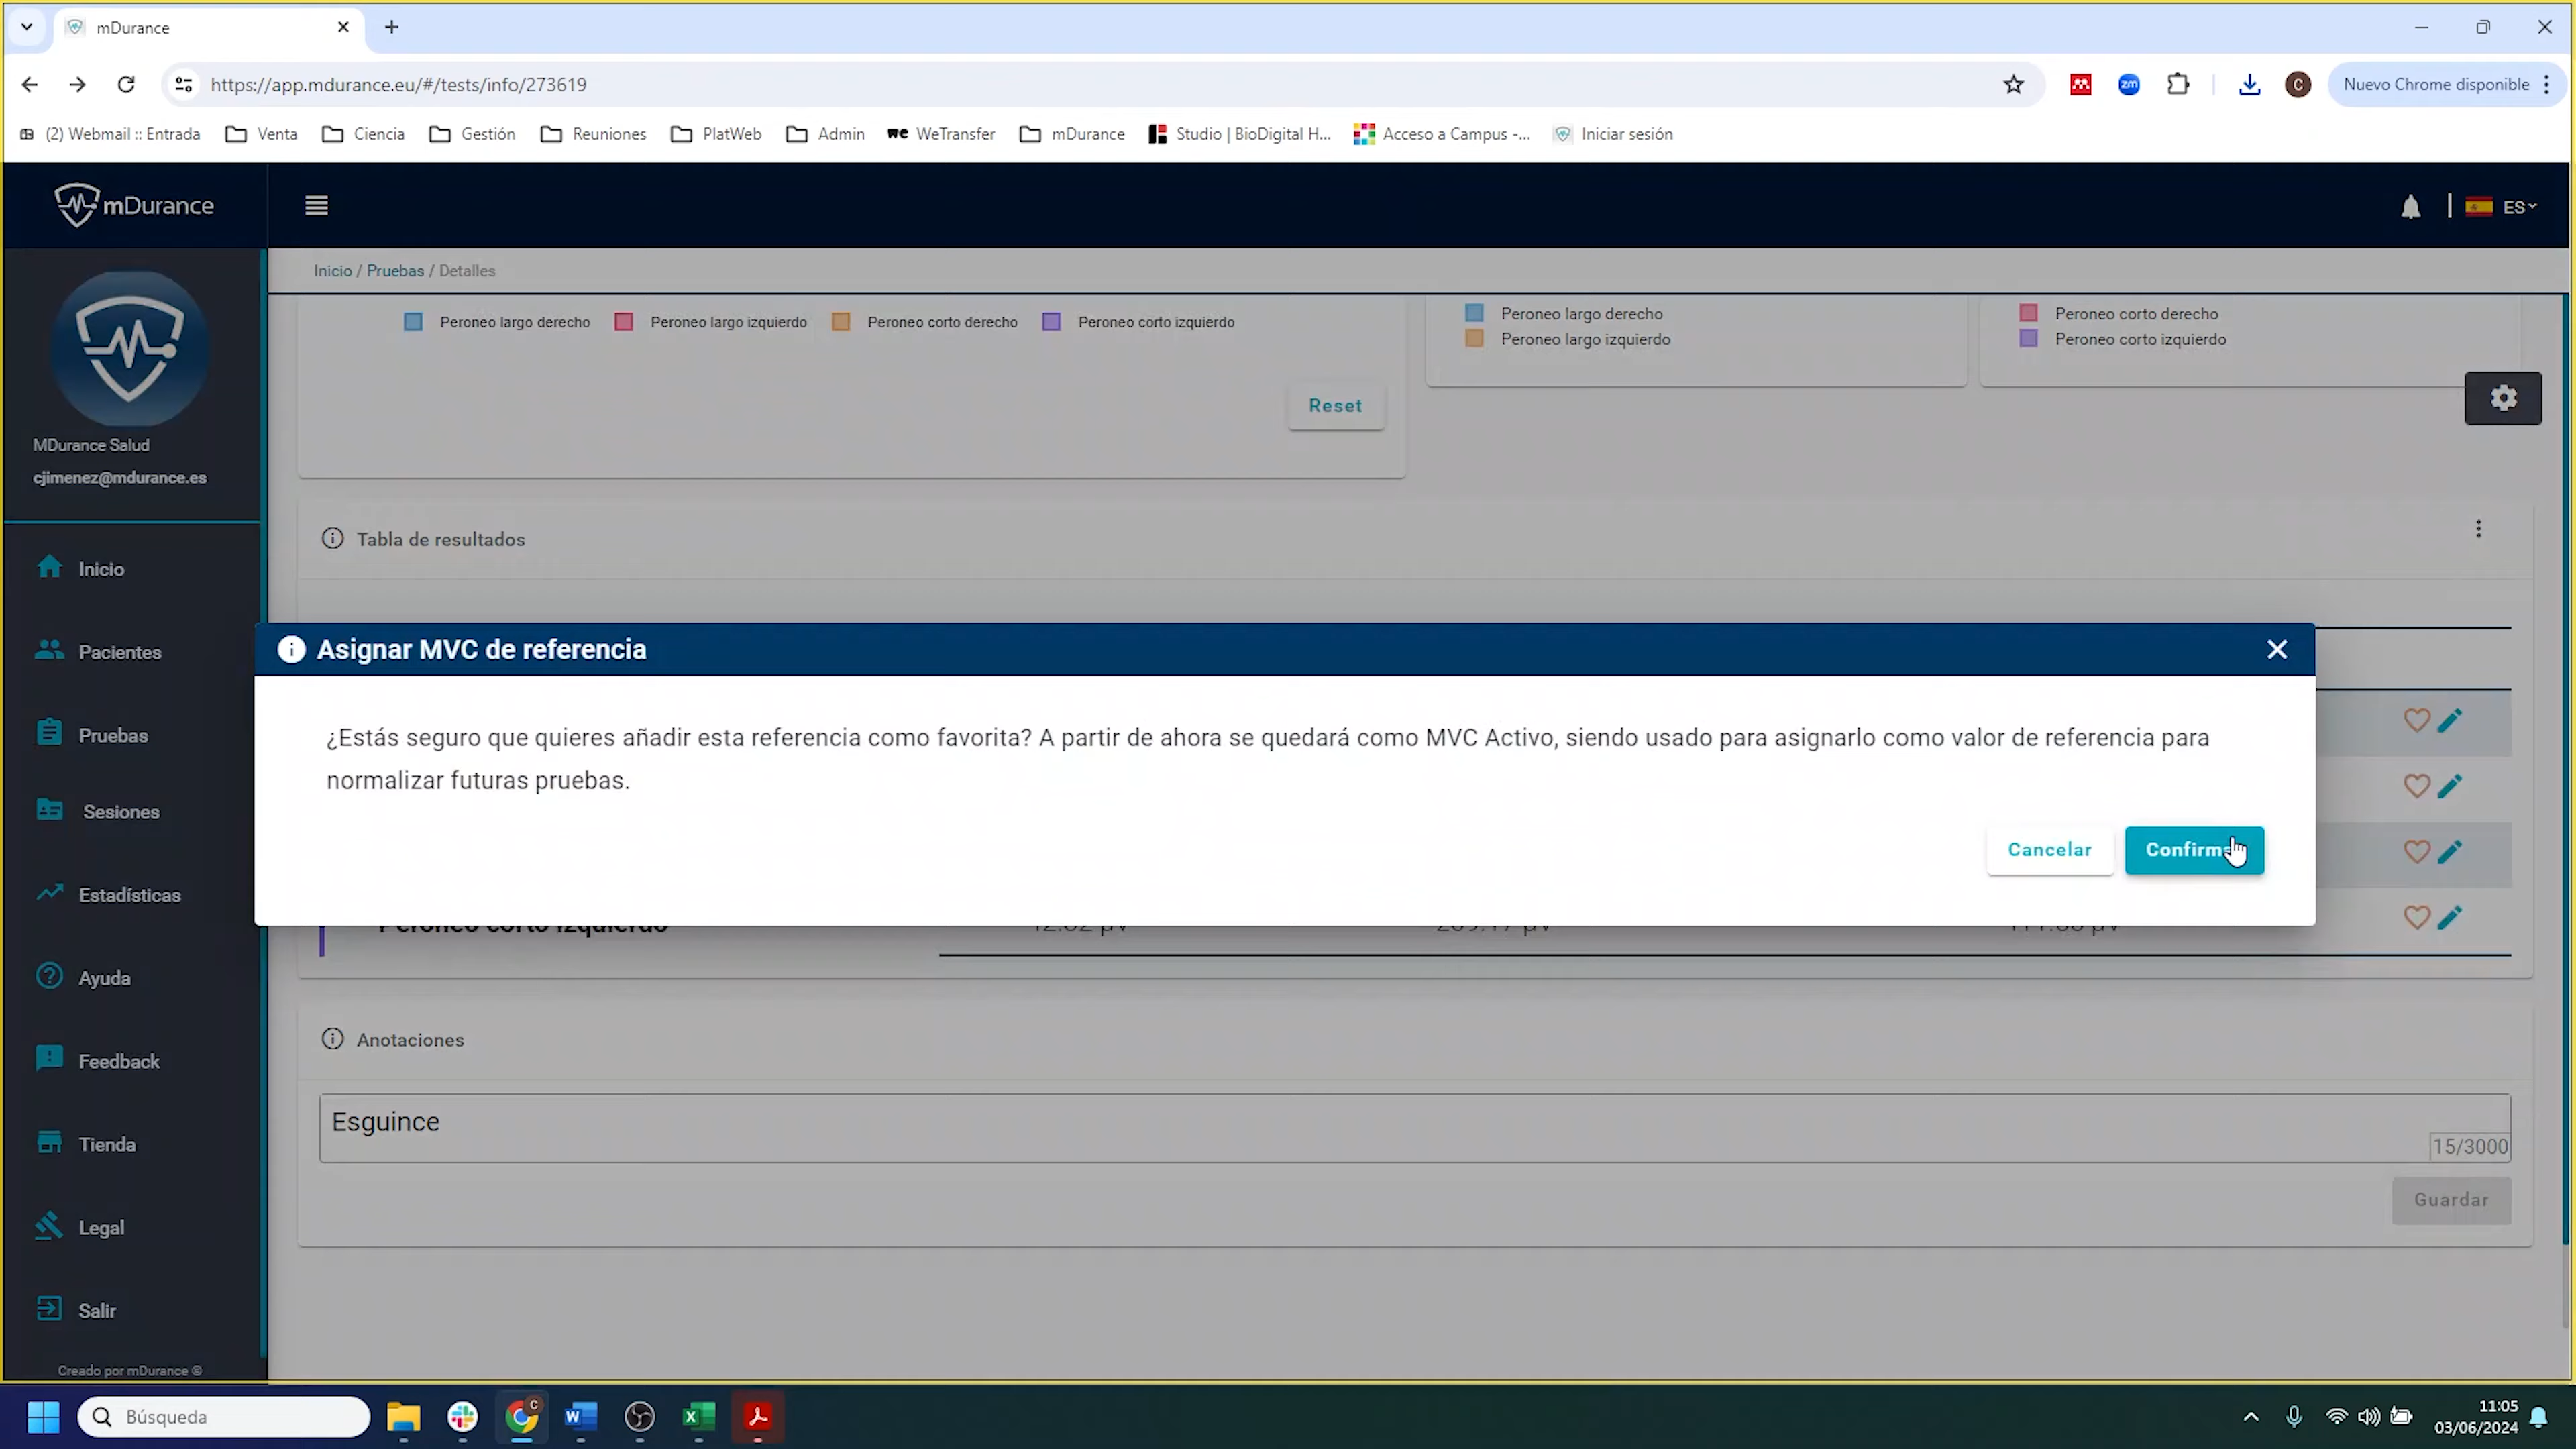 mDurance
https://app.mdurance.eu/#/tests/info/273619
Nuevo Chrome disponible
(2) Webmail :: Entrada
Venta
Ciencia
Gestión
Reuniones
PlatWeb
Admin
WeTransfer
mDurance
Studio | BioDigital H...
Acceso a Campus -...
Iniciar sesión
mDurance
ES
MDurance Salud
cjimenez@mdurance.es
Inicio
Pacientes
Pruebas
Sesiones
Estadísticas
Ayuda
Feedback
Tienda
Legal
Salir
Creado por mDurance ©
Inicio / Pruebas / Detalles
Peroneo largo derecho
Peroneo largo izquierdo
Peroneo corto derecho
Peroneo corto izquierdo
Reset
Peroneo largo derecho
Peroneo largo izquierdo
Peroneo corto derecho
Peroneo corto izquierdo
Tabla de resultados
Asignar MVC de referencia
¿Estás seguro que quieres añadir esta referencia como favorita? A partir de ahora se quedará como MVC Activo, siendo usado para asignarlo como valor de referencia para
normalizar futuras pruebas.
Cancelar
Peroneo corto izquierdo
Anotaciones
Esguince
15/3000
Guardar
Búsqueda
11:05
03/06/2024